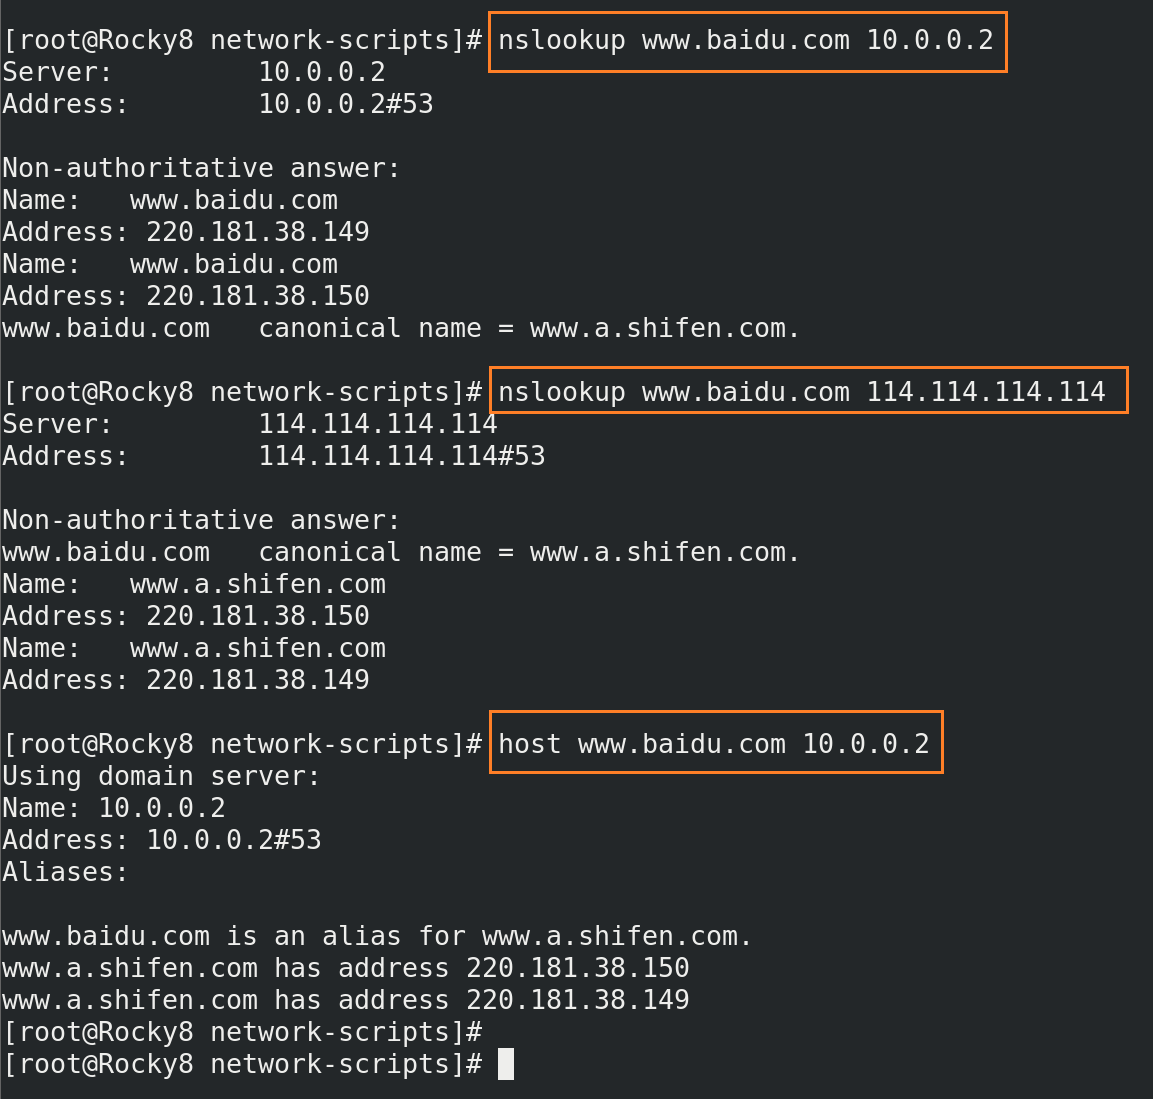 [root@Rocky8 network-scripts]# nslookup www.baidu.com 10.0.0.2
Server:         10.0.0.2
Address:        10.0.0.2#53

Non-authoritative answer:
Name:   www.baidu.com
Address: 220.181.38.149
Name:   www.baidu.com
Address: 220.181.38.150
www.baidu.com   canonical name = www.a.shifen.com.

[root@Rocky8 network-scripts]# nslookup www.baidu.com 114.114.114.114
Server:         114.114.114.114
Address:        114.114.114.114#53

Non-authoritative answer:
www.baidu.com   canonical name = www.a.shifen.com.
Name:   www.a.shifen.com
Address: 220.181.38.150
Name:   www.a.shifen.com
Address: 220.181.38.149

[root@Rocky8 network-scripts]# host www.baidu.com 10.0.0.2
Using domain server:
Name: 10.0.0.2
Address: 10.0.0.2#53
Aliases:

www.baidu.com is an alias for www.a.shifen.com.
www.a.shifen.com has address 220.181.38.150
www.a.shifen.com has address 220.181.38.149
[root@Rocky8 network-scripts]#
[root@Rocky8 network-scripts]#